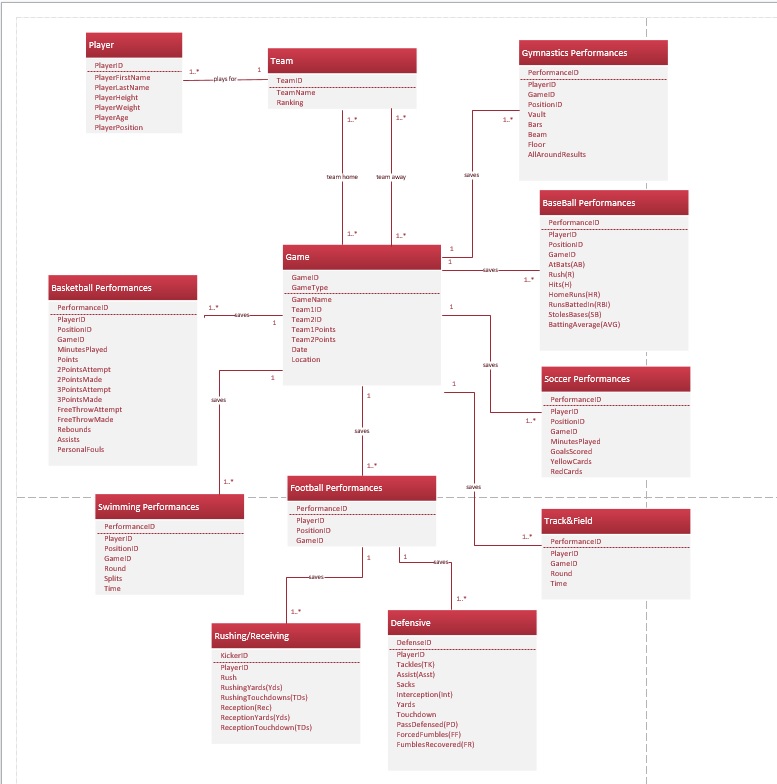 Player
PlayerID
PlayerFirstName
PlayerLastName
PlayerHeight
PlayerWeight
PlayerAge
PlayerPosition
1..*
plays for
1
Team
TeamID
TeamName
Ranking
1..*
1..*
team home
team away
1..*
1..*
Gymnastics Performances
PerformanceID
PlayerID
GameID
PositionID
Vault
Bars
Beam
Floor
AllAroundResults
1..*
saves
1
BaseBall Performances
PerformanceID
PlayerID
PositionID
GameID
AtBats(AB)
Rush(R)
Hits(H)
HomeRuns(HR)
RunsBattedIn(RBI)
StolesBases(SB)
BattingAverage(AVG)
1
saves
1..*
Game
GameID
GameType
GameName
Team1ID
Team2ID
Team1Points
Team2Points
Date
Location
Basketball Performances
PerformanceID
PlayerID
PositionID
GameID
MinutesPlayed
Points
2PointsAttempt
2PointsMade
3PointsAttempt
3PointsMade
FreeThrowAttempt
FreeThrowMade
Rebounds
Assists
PersonalFouls
1..*
saves
1
1
saves
1..*
Soccer Performances
PerformanceID
PlayerID
PositionID
GameID
MinutesPlayed
GoalsScored
YellowCards
RedCards
1
saves
1..*
Swimming Performances
PerformanceID
PlayerID
PositionID
GameID
Round
Splits
Time
1
saves
1..*
Football Performances
PerformanceID
PlayerID
PositionID
GameID
1
saves
1..*
Track&Field
PerformanceID
PlayerID
GameID
Round
Time
1
saves
1..*
1
saves
1..*
Rushing/Receiving
KickerID
PlayerID
Rush
RushingYards(Yds)
RushingTouchdowns(TDs)
Reception(Rec)
ReceptionYards(Yds)
ReceptionTouchdown(TDs)
Defensive
DefenseID
PlayerID
Tackles(TK)
Assist(Asst)
Sacks
Interception(Int)
Yards
Touchdown
PassDefensed(PD)
ForcedFumbles(FF)
FumblesRecovered(FR)